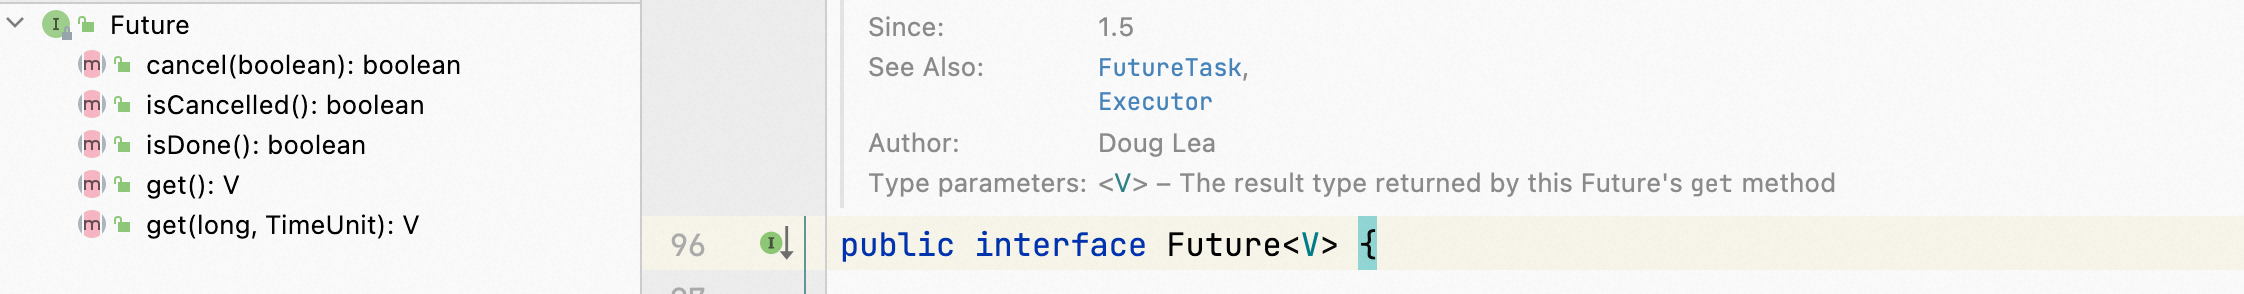 Future
cancel(boolean): boolean
isCancelled(): boolean
isDone(): boolean
get(): V
get(long, TimeUnit): V
Since: 1.5
See Also: FutureTask,
Executor
Author: Doug Lea
Type parameters: <V> – The result type returned by this Future's get method
96 public interface Future<V> {